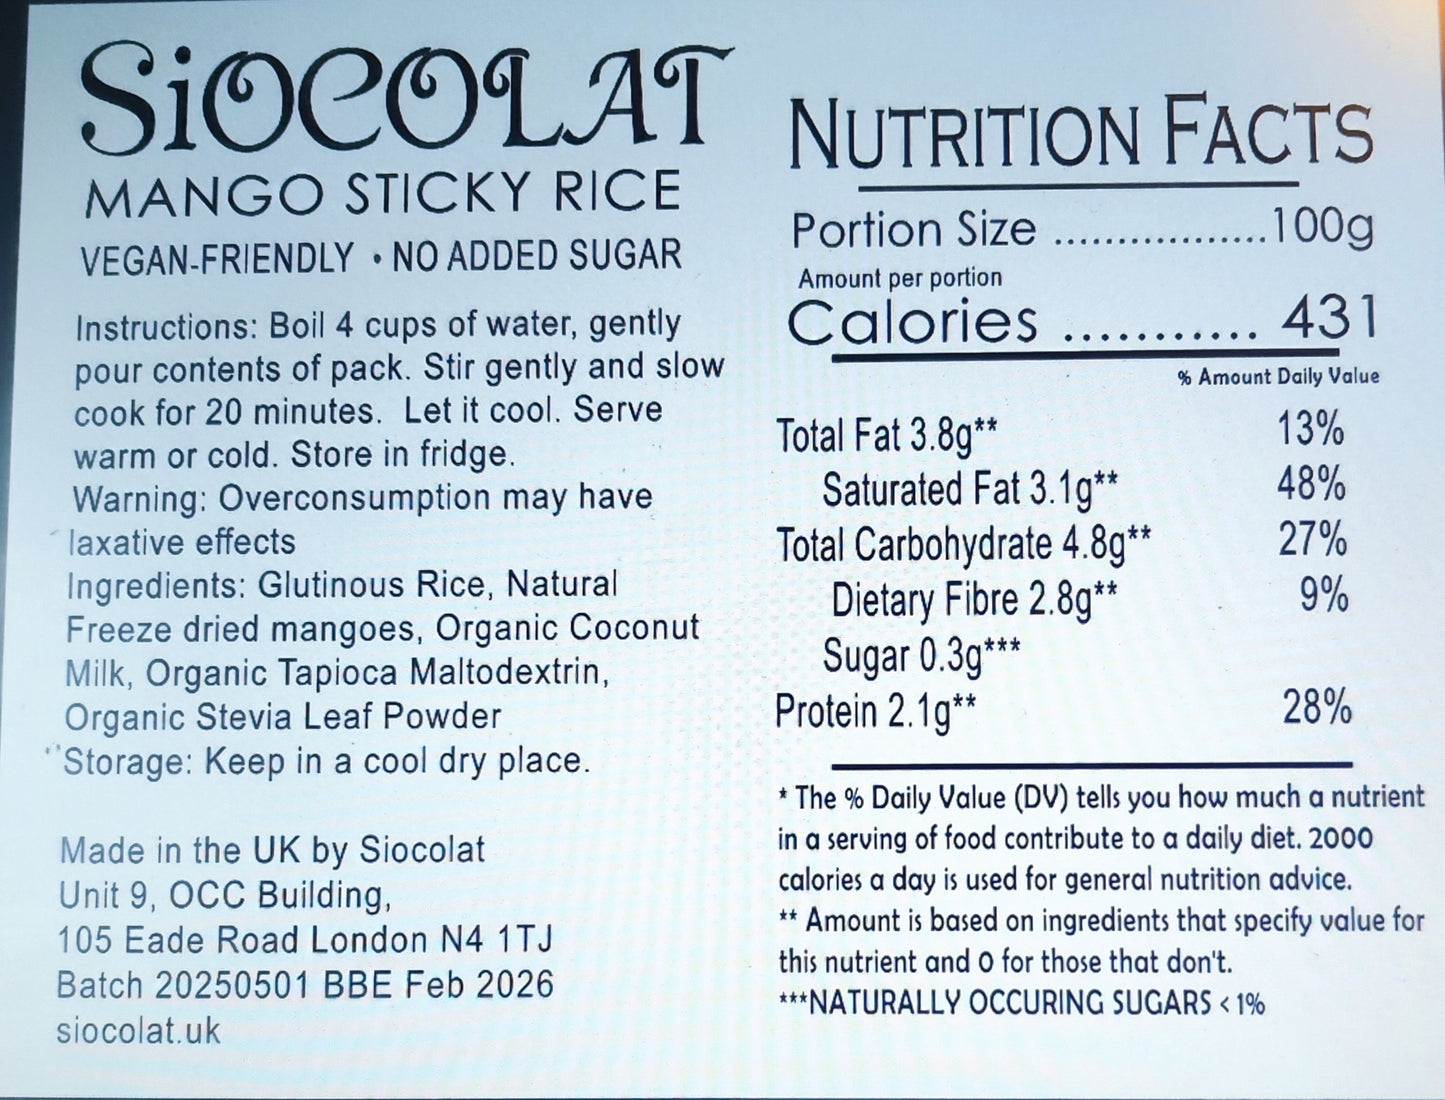 SiOCOLAT
MANGO STICKY RICE
VEGAN-FRIENDLY • NO ADDED SUGAR
Instructions: Boil 4 cups of water, gently
pour contents of pack. Stir gently and slow
cook for 20 minutes. Let it cool. Serve
warm or cold. Store in fridge.
Warning: Overconsumption may have
laxative effects
Ingredients: Glutinous Rice, Natural
Freeze dried mangoes, Organic Coconut
Milk, Organic Tapioca Maltodextrin,
Organic Stevia Leaf Powder
Storage: Keep in a cool dry place.
Made in the UK by Siocolat
Unit 9, OCC Building,
105 Eade Road London N4 1TJ
Batch 20250501 BBE Feb 2026
siocolat.uk
NUTRITION FACTS
Portion Size .................100g
Amount per portion
Calories ........... 431
% Amount Daily Value
Total Fat 3.8g** 13%
Saturated Fat 3.1g** 48%
Total Carbohydrate 4.8g** 27%
Dietary Fibre 2.8g** 9%
Sugar 0.3g***
Protein 2.1g** 28%
* The % Daily Value (DV) tells you how much a nutrient
in a serving of food contribute to a daily diet. 2000
calories a day is used for general nutrition advice.
** Amount is based on ingredients that specify value for
this nutrient and 0 for those that don't.
***NATURALLY OCCURING SUGARS < 1%